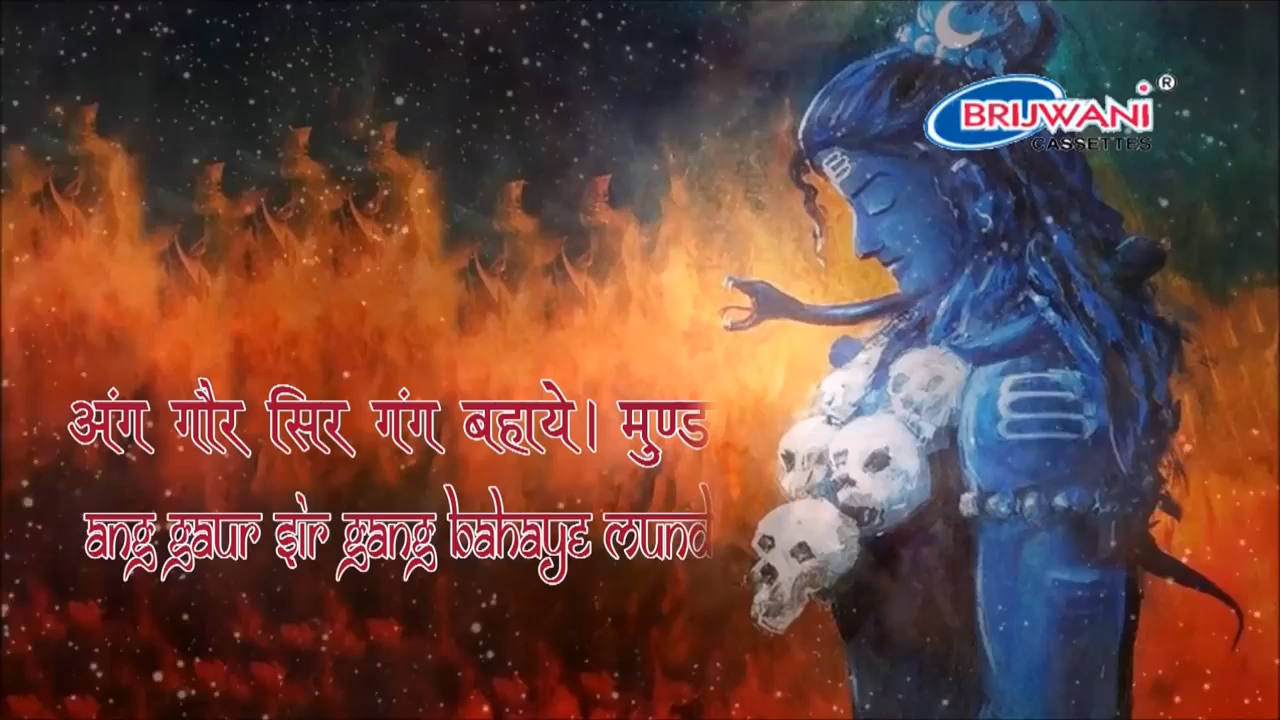 BRIJWANI ®
CASSETTES
अंग गौर सिर गंग बहाये। मुण्ड
ang gaur sir gang bahaye mund